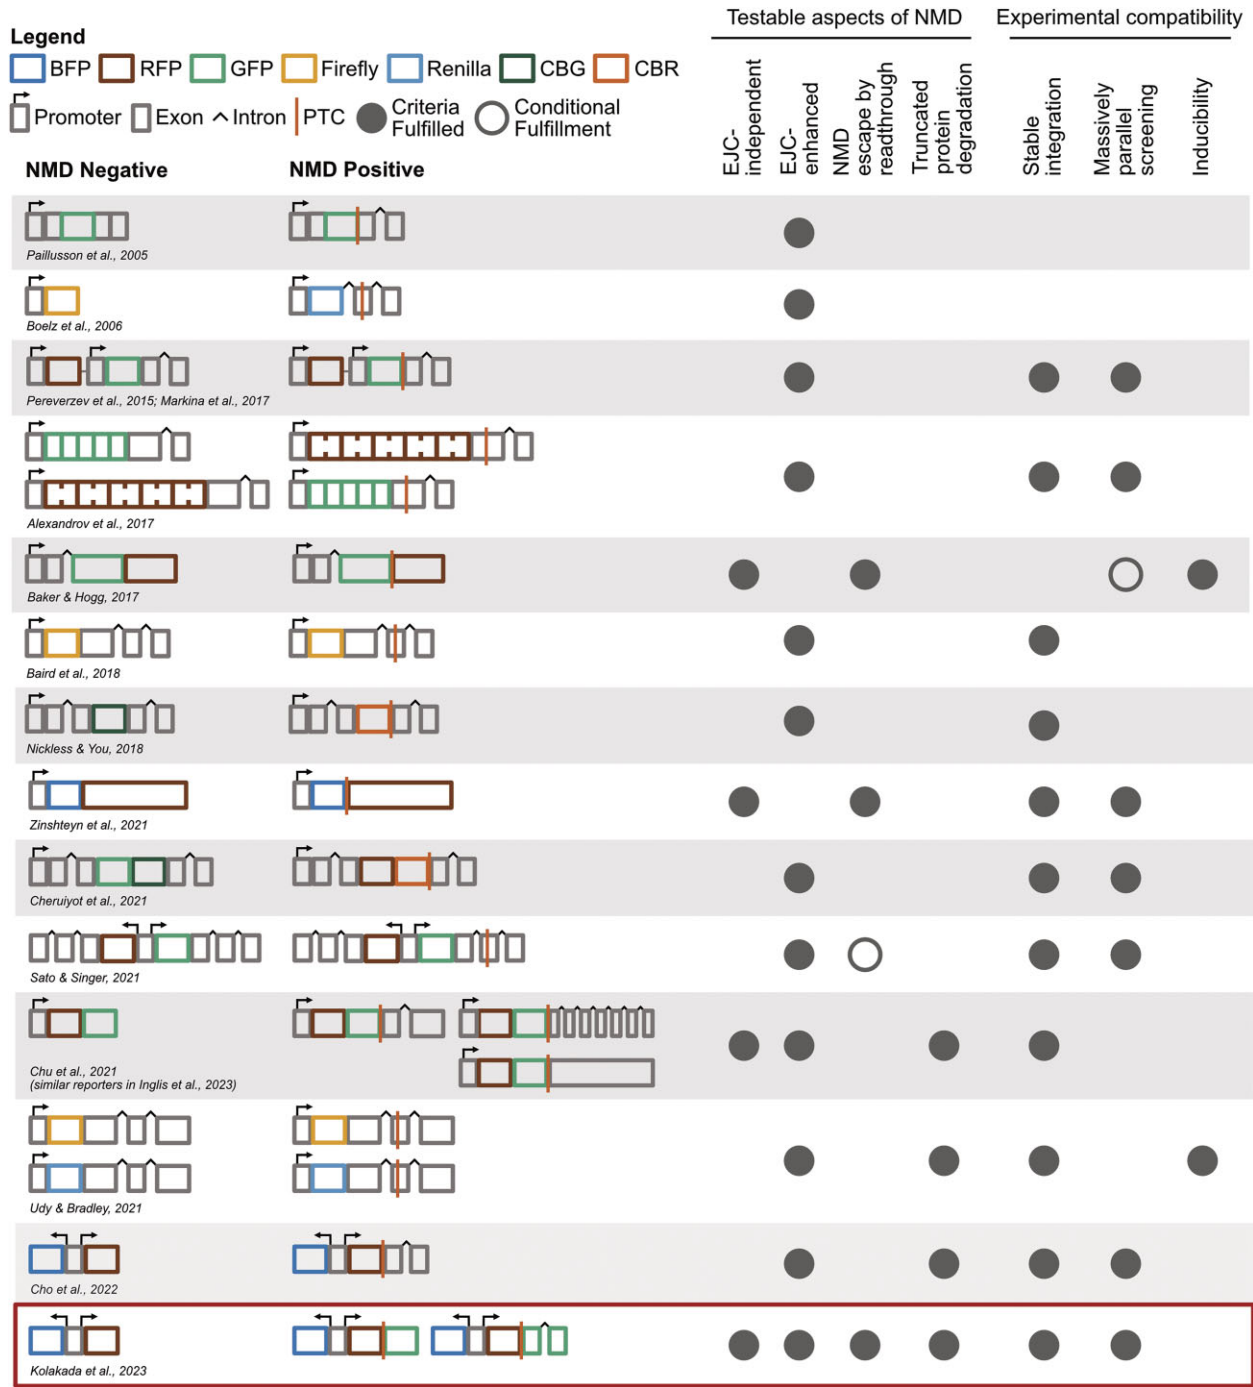 Testable aspects of NMD
Experimental compatibility
Legend
BFP
RFP
GFP
Firefly
Renilla
CBG
CBR
Promoter
Exon
Intron
PTC
Criteria
Fulfilled
Conditional
Fulfillment
EJC-
independent
EJC-
enhanced
NMD
escape by
readthrough
Truncated
protein
degradation
Stable
integration
Massively
parallel
screening
Inducibility
NMD Negative
NMD Positive
Paillusson et al., 2005
Boelz et al., 2006
Pereverzev et al., 2015; Markina et al., 2017
Alexandrov et al., 2017
Baker & Hogg, 2017
Baird et al., 2018
Nickless & You, 2018
Zinshteyn et al., 2021
Cheruiyot et al., 2021
Sato & Singer, 2021
Chu et al., 2021
(similar reporters in Inglis et al., 2023)
Udy & Bradley, 2021
Cho et al., 2022
Kolakada et al., 2023